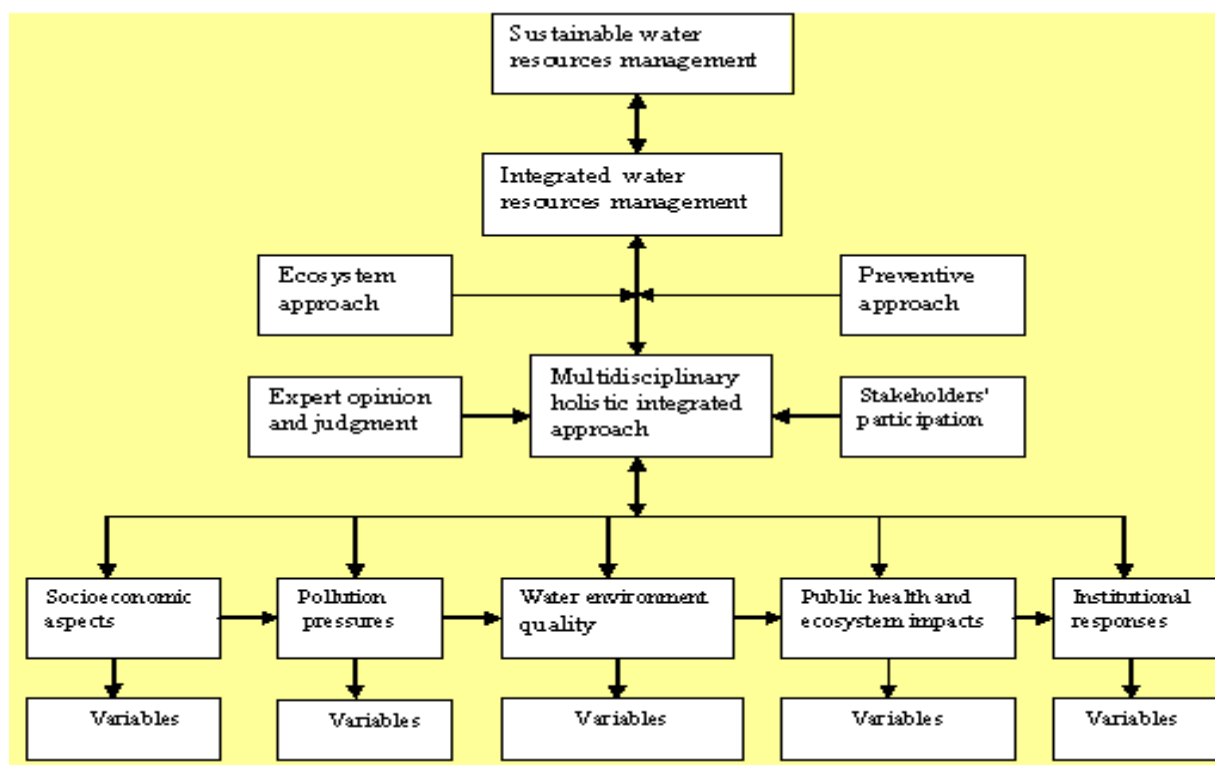 Sustainable water
resources management
Integrated water
resources management
Ecosystem
approach
Preventive
approach
Expert opinion
and judgment
Multidisciplinary
holistic integrated
approach
Stakeholders'
participation
Socioeconomic
aspects
Pollution
pressures
Water environment
quality
Public health and
ecosystem impacts
Institutional
responses
Variables
Variables
Variables
Variables
Variables